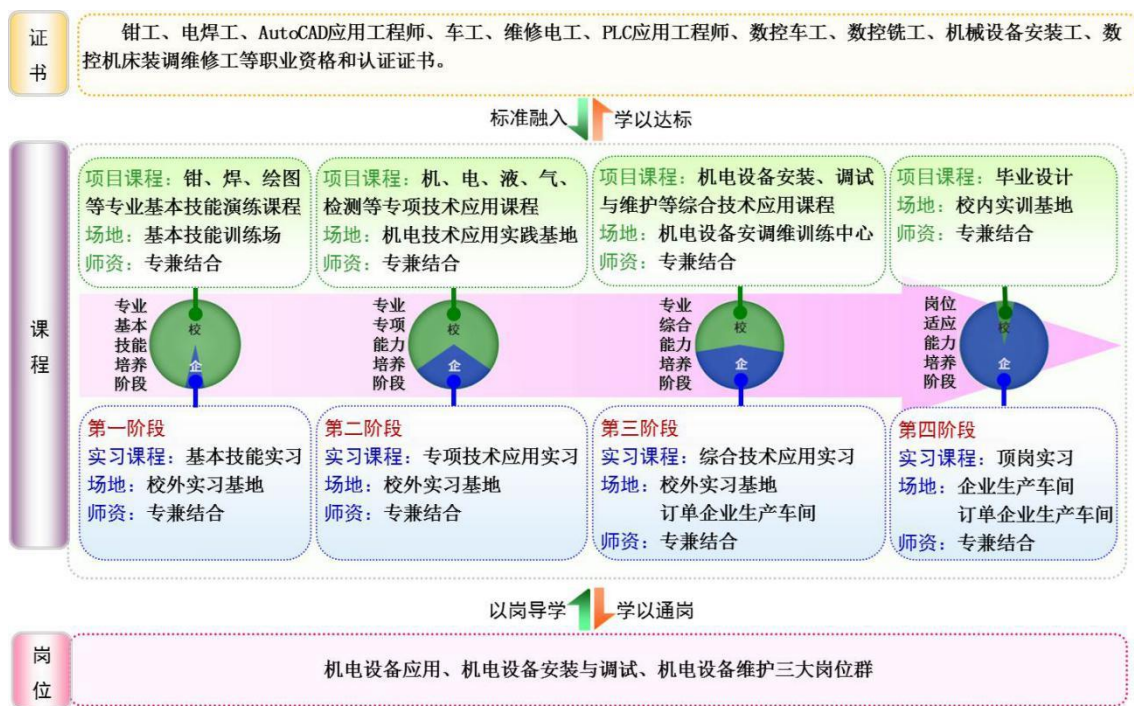 证
书
钳工、电焊工、AutoCAD应用工程师、车工、维修电工、PLC应用工程师、数控车工、数控铣工、机械设备安装工、数
控机床装调维修工等职业资格和认证证书。
标准融入
学以达标
课
程
项目课程：钳、焊、绘图
等专业基本技能演练课程
场地：基本技能训练场
师资：专兼结合
项目课程：机、电、液、气、
检测等专项技术应用课程
场地：机电技术应用实践基地
师资：专兼结合
项目课程：机电设备安装、调试
与维护等综合技术应用课程
场地：机电设备安调维训练中心
师资：专兼结合
项目课程：毕业设计
场地：校内实训基地
师资：专兼结合
专业
基本
技能
培养
阶段
校
企
专业
专项
能力
培养
阶段
校
企
专业
综合
能力
培养
阶段
校
企
岗位
适应
能力
培养
阶段
校
企
第一阶段
实习课程：基本技能实习
场地：校外实习基地
师资：专兼结合
第二阶段
实习课程：专项技术应用实习
场地：校外实习基地
师资：专兼结合
第三阶段
实习课程：综合技术应用实习
场地：校外实习基地
订单企业生产车间
师资：专兼结合
第四阶段
实习课程：顶岗实习
场地：企业生产车间
订单企业生产车间
师资：专兼结合
以岗导学
学以通岗
岗
位
机电设备应用、机电设备安装与调试、机电设备维护三大岗位群